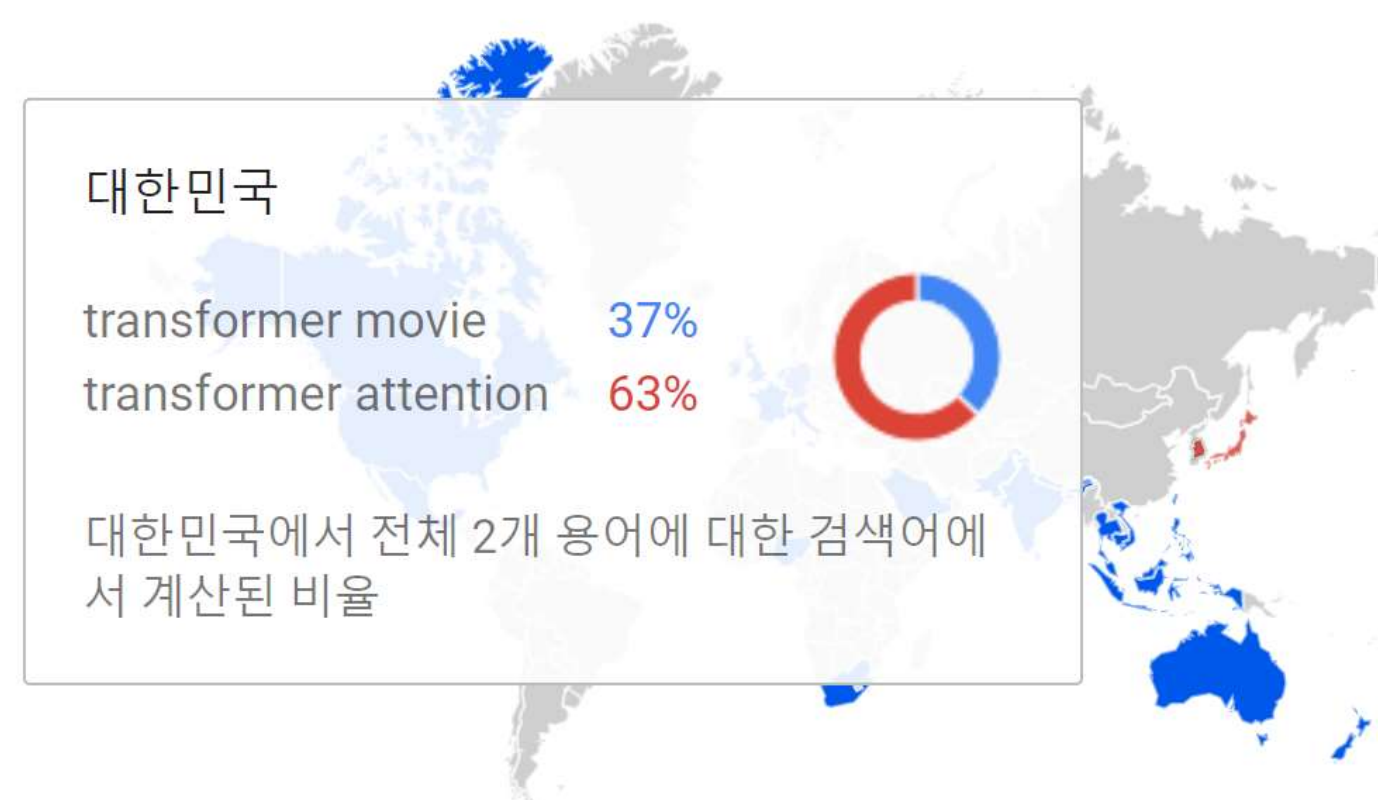 대한민국
transformer movie 37%
transformer attention 63%
대한민국에서 전체 2개 용어에 대한 검색어에
서 계산된 비율